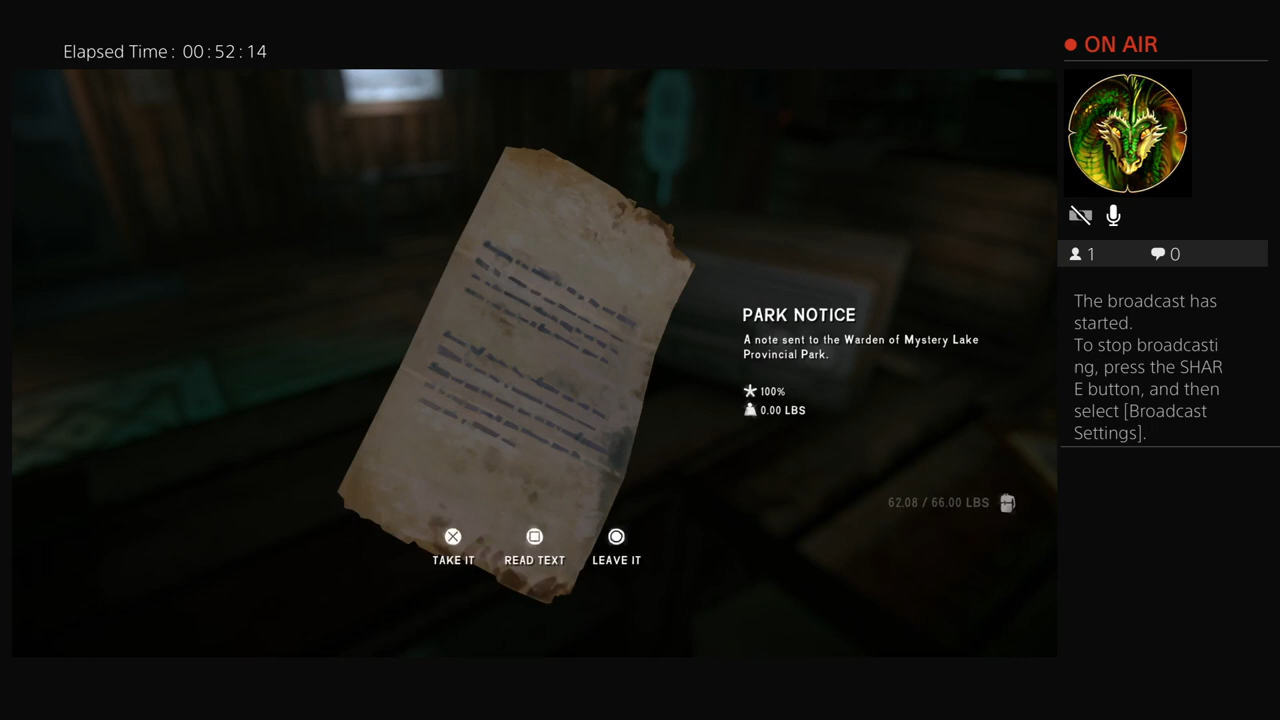 Elapsed Time: 00:52:14
ON AIR
1
0
The broadcast has
started.
To stop broadcasti
ng, press the SHAR
E button, and then
select [Broadcast
Settings].
PARK NOTICE
A note sent to the Warden of Mystery Lake
Provincial Park.
100%
0.00 LBS
62.08 / 66.00 LBS
TAKE IT
READ TEXT
LEAVE IT